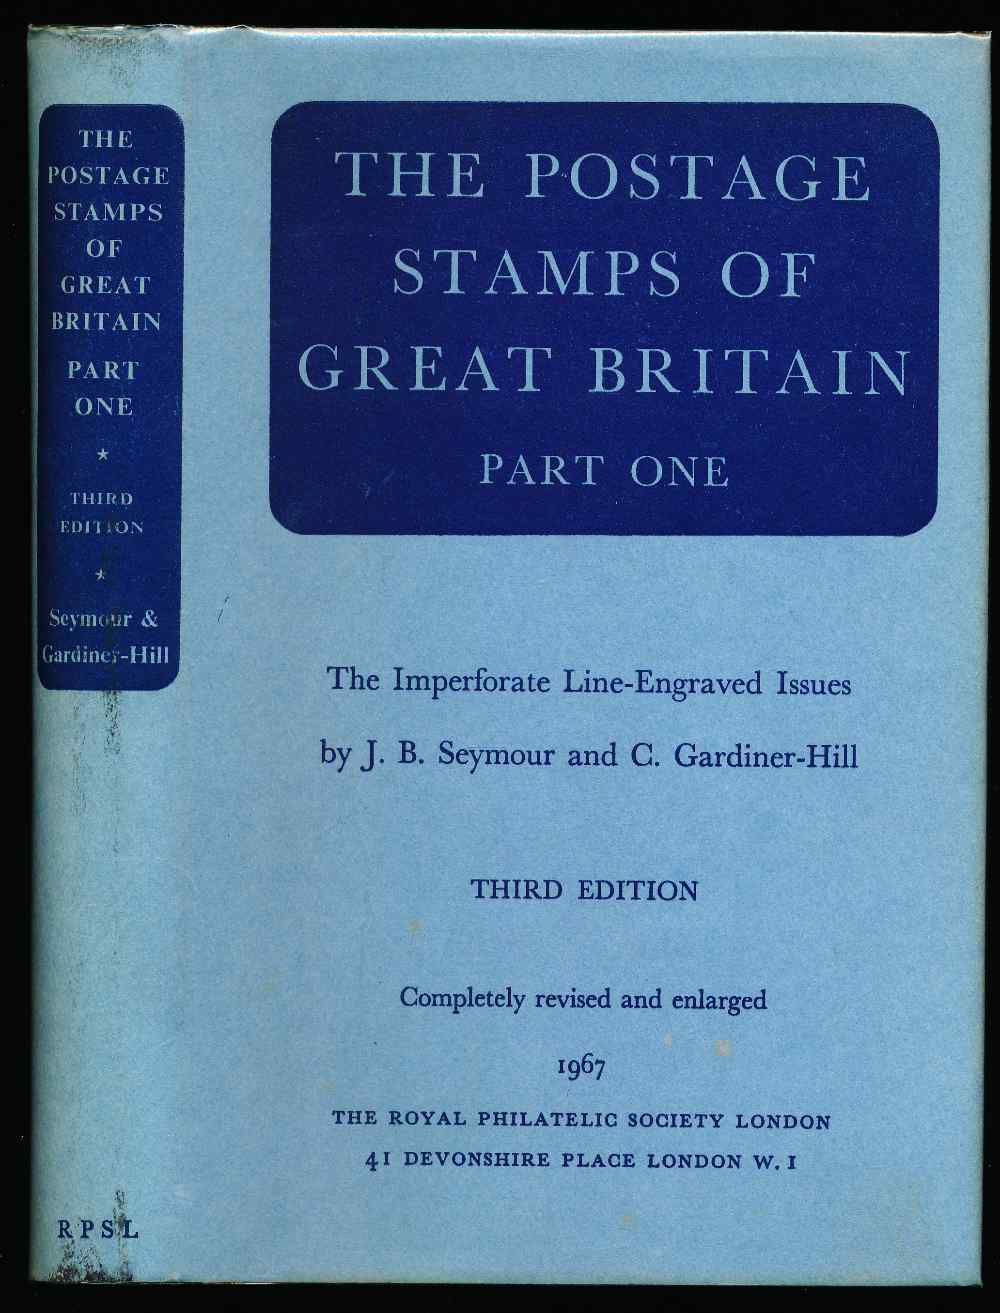 THE
POSTAGE
STAMPS
OF
GREAT
BRITAIN
PART
ONE
THIRD
EDITION
Seymour &
Gardiner-Hill
RPSL
THE POSTAGE
STAMPS OF
GREAT BRITAIN
PART ONE
The Imperforate Line-Engraved Issues
by J. B. Seymour and C. Gardiner-Hill
THIRD EDITION
Completely revised and enlarged
1967
THE ROYAL PHILATELIC SOCIETY LONDON
41 DEVONSHIRE PLACE LONDON W. 1